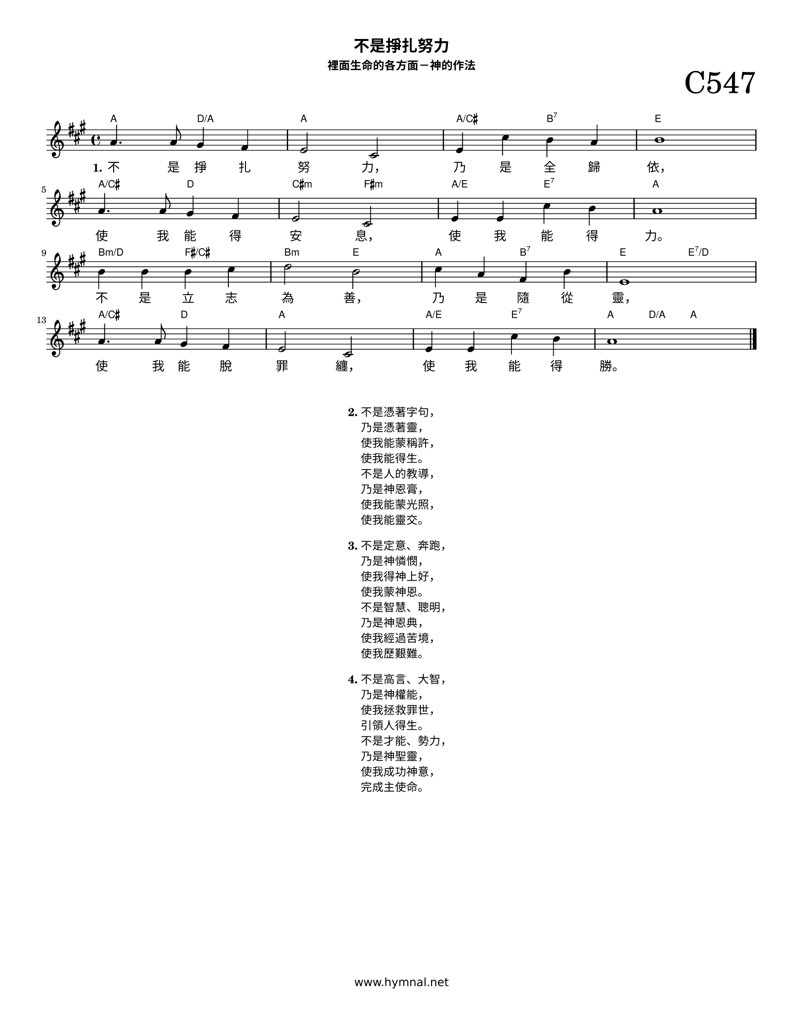 不是掙扎努力
裡面生命的各方面－神的作法
C547
A D/A A A/C♯ B7 E
1. 不 是 掙 扎 努 力， 乃 是 全 歸 依，
5 A/C♯ D C♯m F♯m A/E E7 A
使 我 能 得 安 息， 使 我 能 得 力。
9 Bm/D F♯/C♯ Bm E A B7 E E7/D
不 是 立 志 為 善， 乃 是 隨 從 靈，
13 A/C♯ D A A/E E7 A D/A A
使 我 能 脫 罪 纏， 使 我 能 得 勝。
2. 不是憑著字句，
乃是憑著靈，
使我能蒙稱許，
使我能得生。
不是人的教導，
乃是神恩膏，
使我能蒙光照，
使我能靈交。
3. 不是定意、奔跑，
乃是神憐憫，
使我得神上好，
使我蒙神恩。
不是智慧、聰明，
乃是神恩典，
使我經過苦境，
使我歷艱難。
4. 不是高言、大智，
乃是神權能，
使我拯救罪世，
引領人得生。
不是才能、勢力，
乃是神聖靈，
使我成功神意，
完成主使命。
www.hymnal.net